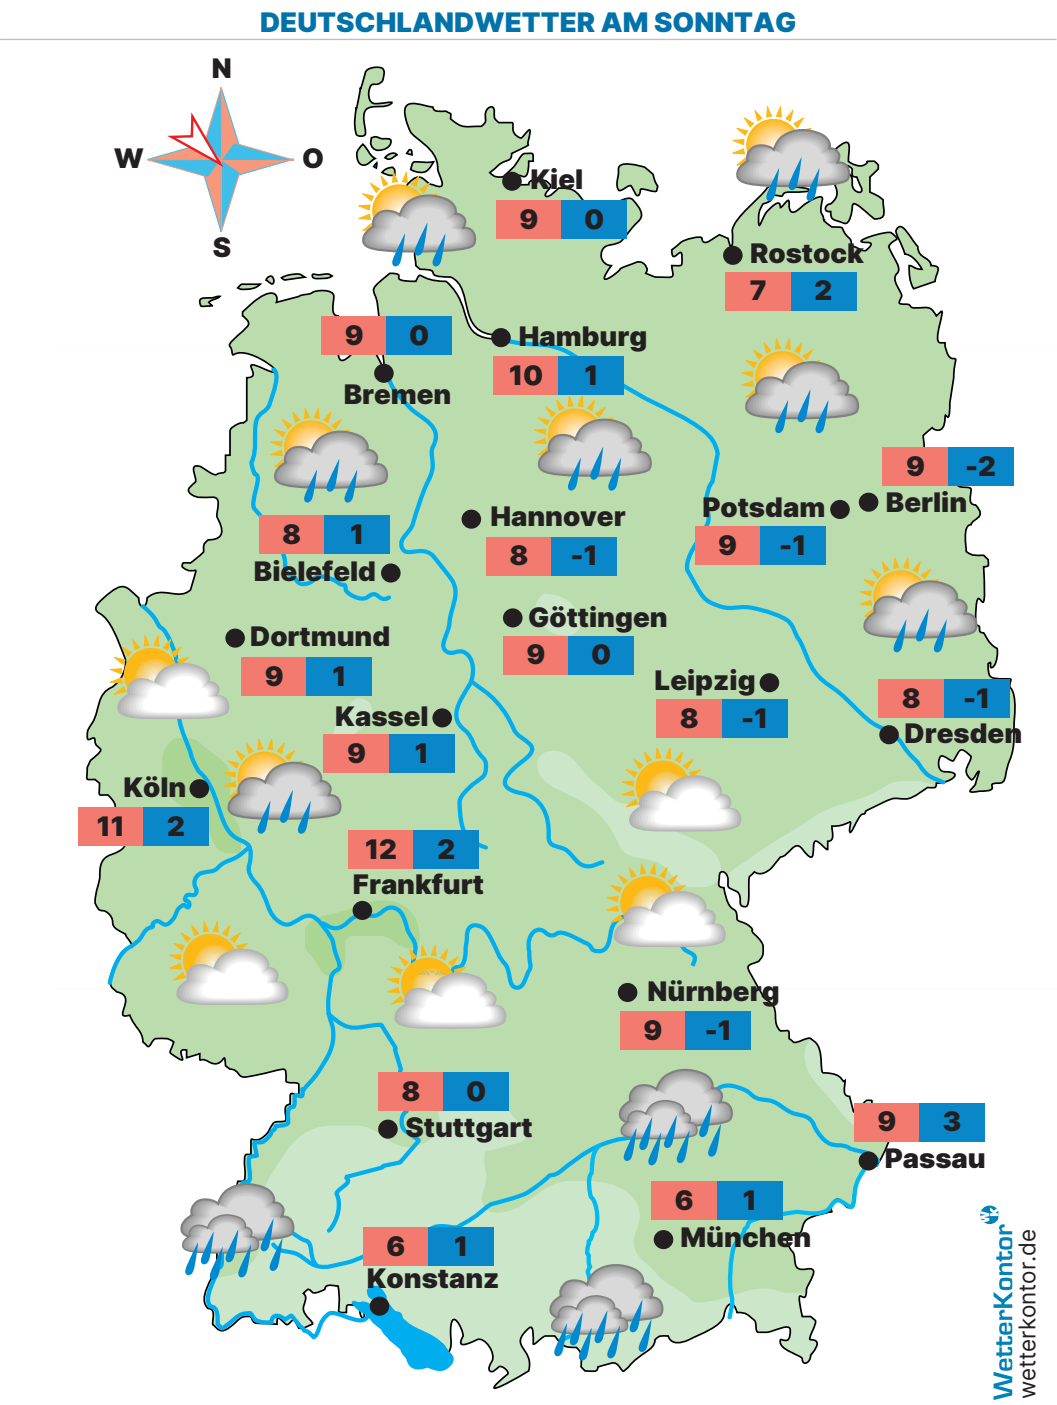 DEUTSCHLANDWETTER AM SONNTAG
N
W
O
S
Kiel
9 0
Rostock
7 2
9 0
Bremen
Hamburg
10 1
9 -2
Berlin
Potsdam
9 -1
Hannover
8 -1
8 1
Bielefeld
Göttingen
9 0
Dortmund
9 1
Leipzig
8 -1
8 -1
Dresden
Kassel
9 1
Köln
11 2
12 2
Frankfurt
Nürnberg
9 -1
8 0
Stuttgart
9 3
Passau
6 1
München
6 1
Konstanz
WetterKontor
wetterkontor.de